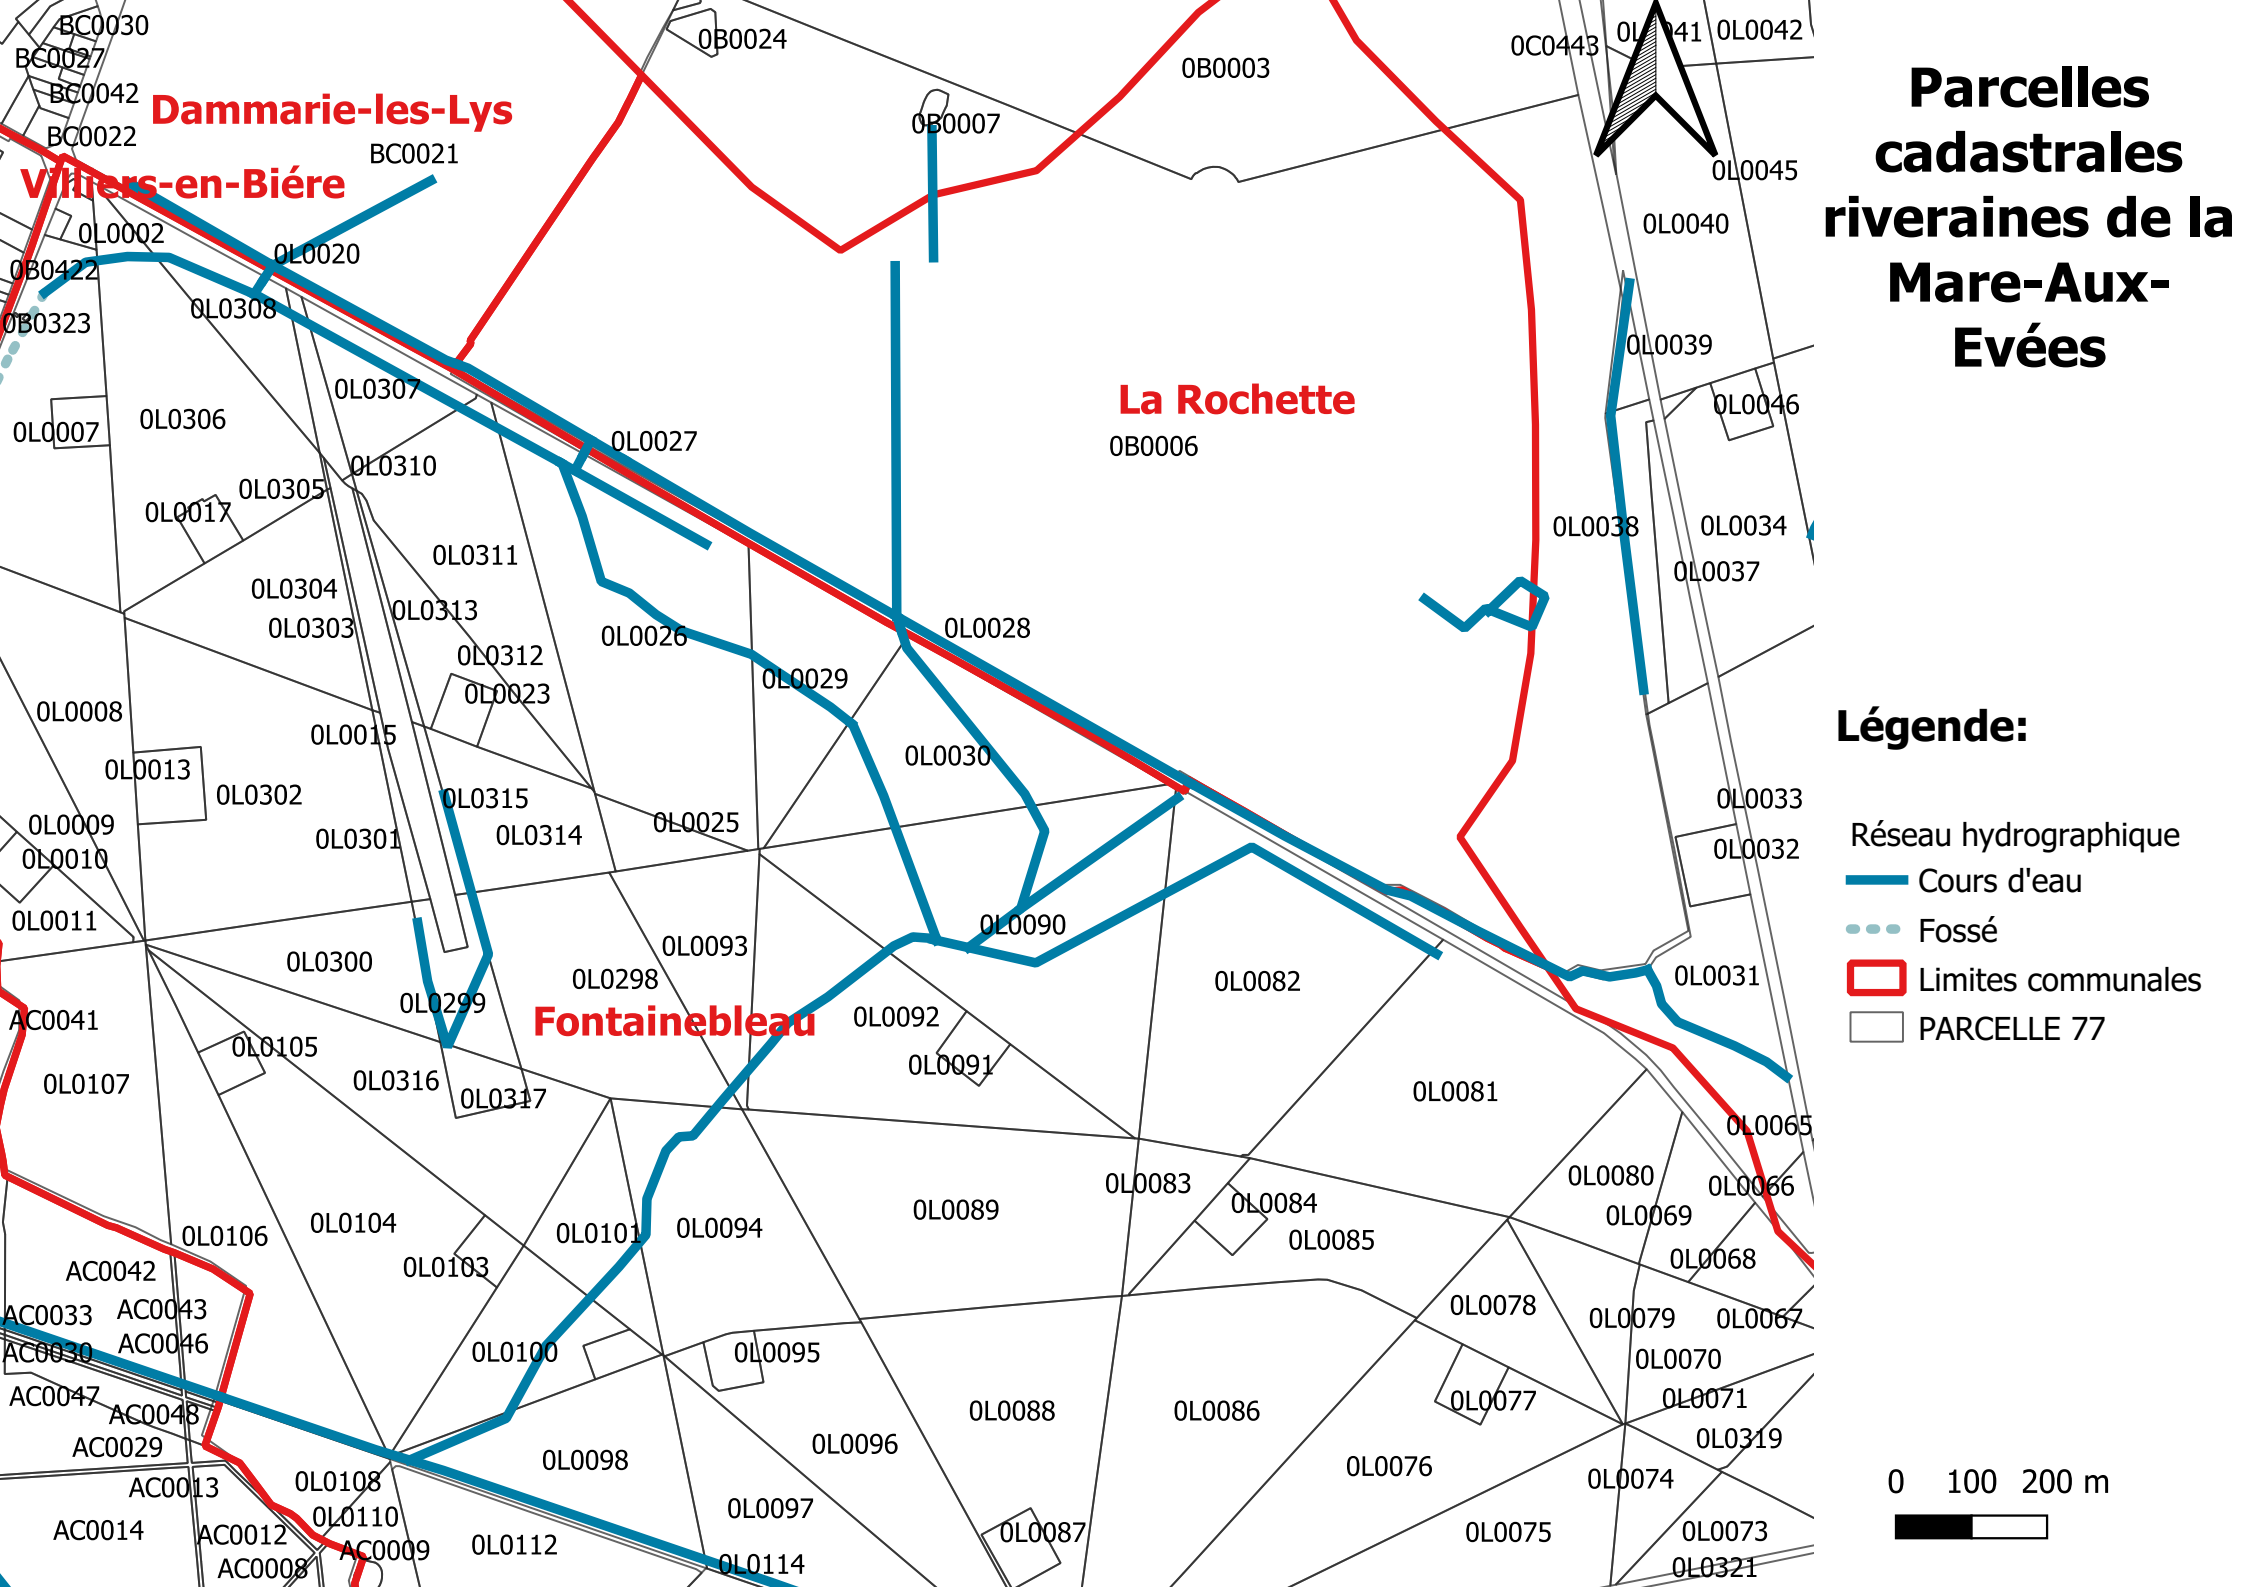 Parcelles
cadastrales
riveraines de la
Mare-Aux-
Evées
Légende:
Réseau hydrographique
Cours d'eau
Fossé
Limites communales
PARCELLE 77
0 100 200 m
Dammarie-les-Lys
Villiers-en-Biére
La Rochette
Fontainebleau
BC0030
BC0027
BC0042
BC0022
BC0021
0B0024
0B0003
0B0007
0C0443
0L0041
0L0042
0L0045
0L0040
0L0002
0L0020
0B0422
0L0308
0B0323
0L0039
0L0307
0L0306
0L0007
0L0046
0L0027
0B0006
0L0310
0L0305
0L0017
0L0038
0L0034
0L0311
0L0037
0L0304
0L0313
0L0303
0L0026
0L0028
0L0312
0L0029
0L0023
0L0008
0L0015
0L0030
0L0013
0L0302
0L0315
0L0033
0L0009
0L0301
0L0314
0L0025
0L0010
0L0032
0L0011
0L0090
0L0093
0L0300
0L0298
0L0082
0L0031
0L0299
0L0092
AC0041
0L0105
0L0091
0L0107
0L0316
0L0317
0L0081
0L0065
0L0080
0L0083
0L0066
0L0084
0L0089
0L0069
0L0104
0L0106
0L0101
0L0094
0L0085
0L0068
0L0103
AC0042
AC0033
AC0043
0L0078
0L0079
0L0067
AC0046
AC0030
0L0100
0L0095
0L0070
AC0047
AC0048
0L0088
0L0086
0L0077
0L0071
AC0029
0L0096
0L0319
0L0098
0L0076
0L0074
AC0013
0L0108
0L0110
0L0097
AC0014
AC0012
0L0087
0L0075
0L0073
AC0009
0L0112
AC0008
0L0114
0L0321